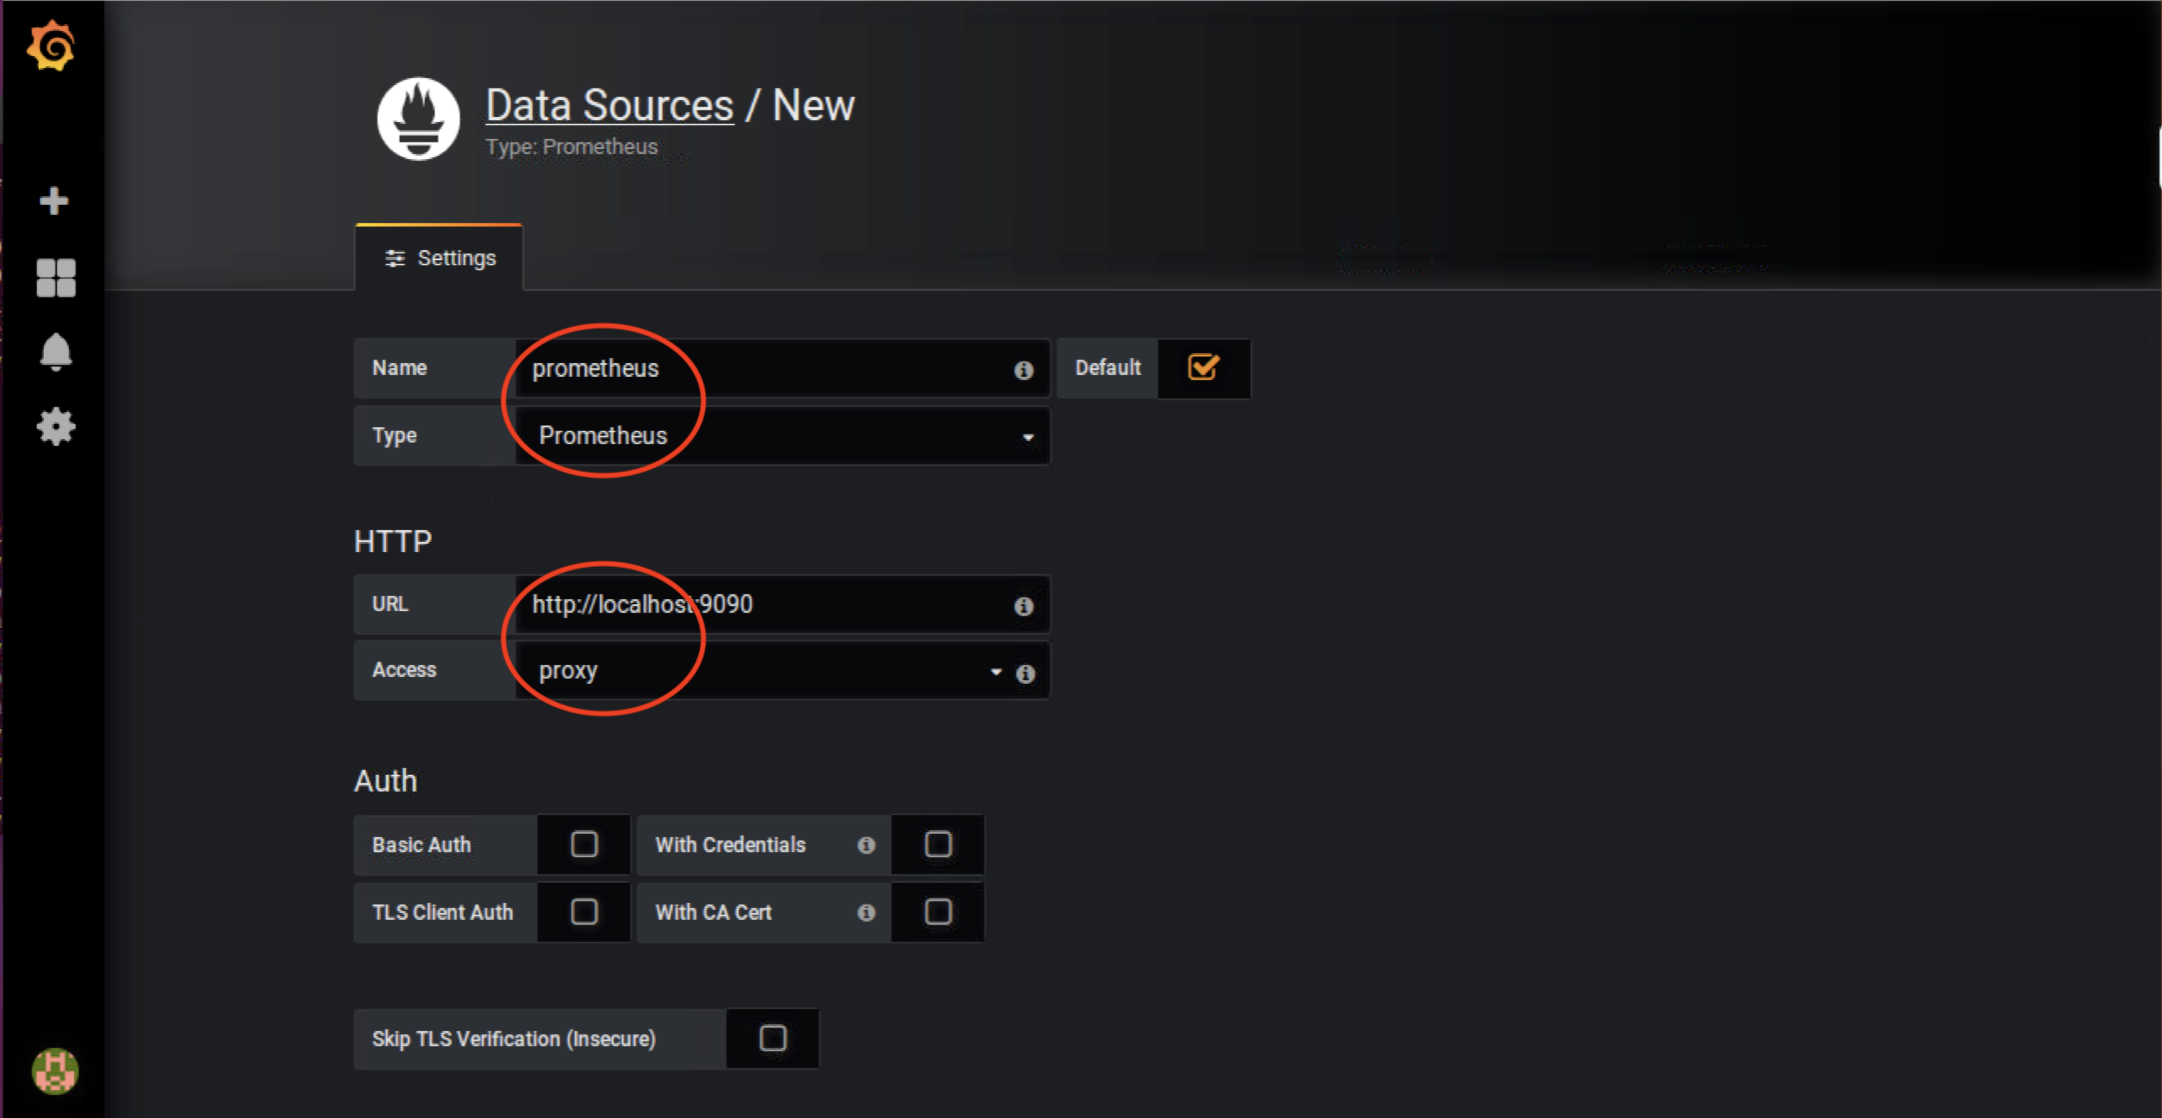 Data Sources / New
Type: Prometheus
Settings
Name prometheus Default
Type Prometheus
HTTP
URL http://localhost:9090
Access proxy
Auth
Basic Auth With Credentials
TLS Client Auth With CA Cert
Skip TLS Verification (Insecure)